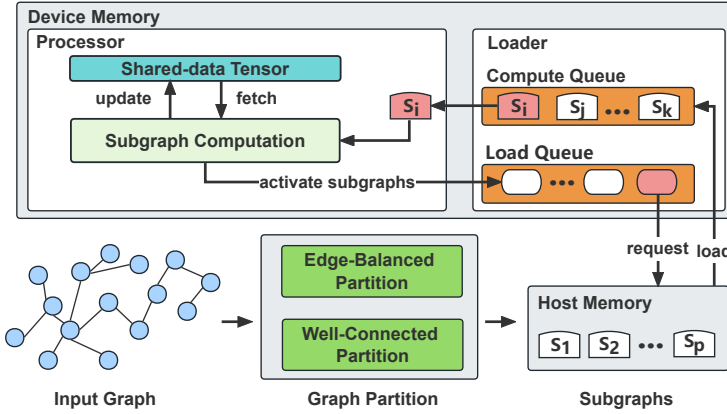 Device Memory
Processor
Shared-data Tensor
update
fetch
Subgraph Computation
activate subgraphs
Si
Loader
Compute Queue
Si Sj ... Sk
Load Queue
...
request
load
Edge-Balanced
Partition
Well-Connected
Partition
Host Memory
S1 S2 ... Sp
Input Graph
Graph Partition
Subgraphs